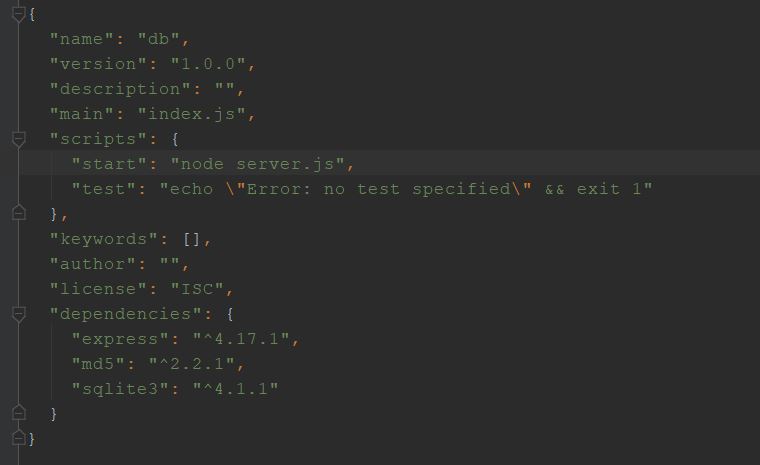 {
"name": "db",
"version": "1.0.0",
"description": "",
"main": "index.js",
"scripts": {
"start": "node server.js",
"test": "echo \"Error: no test specified\" && exit 1"
},
"keywords": [],
"author": "",
"license": "ISC",
"dependencies": {
"express": "^4.17.1",
"md5": "^2.2.1",
"sqlite3": "^4.1.1"
}
}